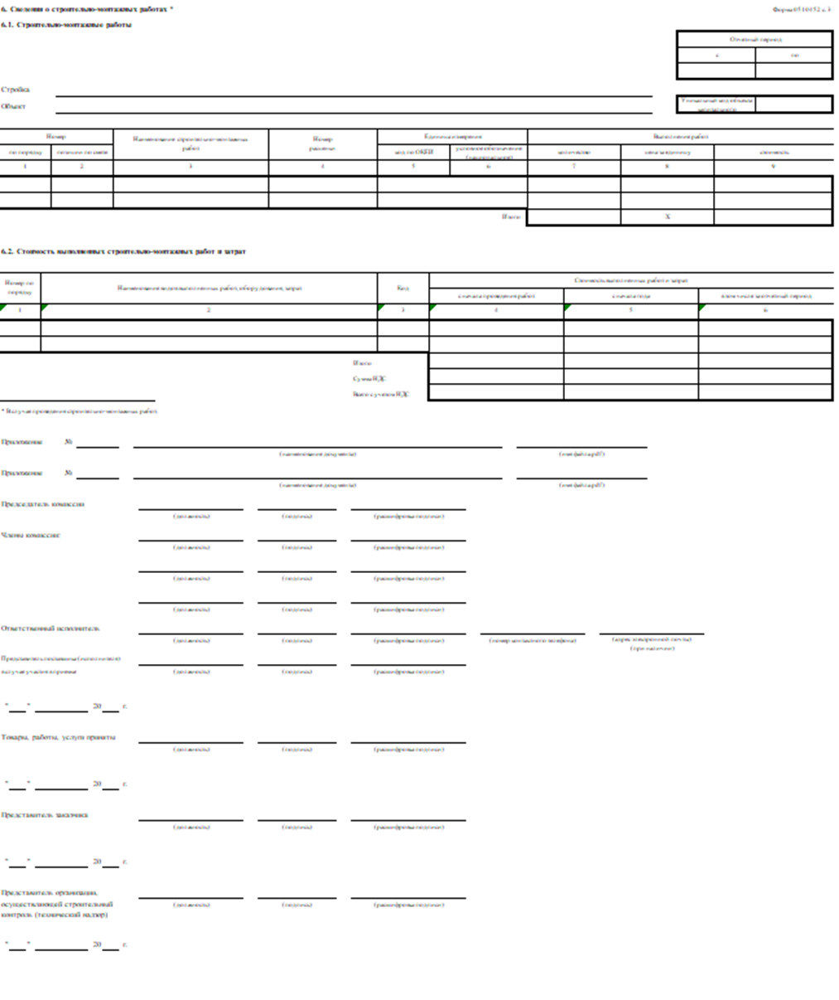 6. Сведения о строительно-монтажных работах *
Форма 0510452 с. 3
6.1. Строительно-монтажные работы
Отчетный период
с по
Стройка
Объект
Уникальный код объекта капитального
Номер Наименование строительно-монтажных работ Номер расценки Единица измерения Выполнено работ
по порядку позиции по смете код по ОКЕИ условное обозначение (национальное) количество цена за единицу стоимость
1 2 3 4 5 6 7 8 9
Итого X
6.2. Стоимость выполненных строительно-монтажных работ и затрат
Номер по порядку Наименование видов выполненных работ, оборудования, затрат Код Стоимость выполненных работ и затрат
с начала проведения работ с начала года в том числе за отчетный период
1 2 3 4 5 6
Итого
Сумма НДС
Всего с учетом НДС
* В случае проведения строительно-монтажных работ.
Приложение №
(наименование документа) (имя файла.pdf)
Приложение №
(наименование документа) (имя файла.pdf)
Председатель комиссии
(должность) (подпись) (расшифровка подписи)
Члены комиссии:
(должность) (подпись) (расшифровка подписи)
(должность) (подпись) (расшифровка подписи)
(должность) (подпись) (расшифровка подписи)
Ответственный исполнитель
(должность) (подпись) (расшифровка подписи) (номер контактного телефона) (адрес электронной почты)
(при наличии)
Представитель поставщика (исполнителя)
в случае участия в приемке
(должность) (подпись) (расшифровка подписи)
"___" _________ 20___ г.
Товары, работы, услуги приняты
(должность) (подпись) (расшифровка подписи)
"___" _________ 20___ г.
Представитель заказчика
(должность) (подпись) (расшифровка подписи)
"___" _________ 20___ г.
Представитель организации,
осуществляющей строительный
контроль (технический надзор)
(должность) (подпись) (расшифровка подписи)
"___" _________ 20___ г.